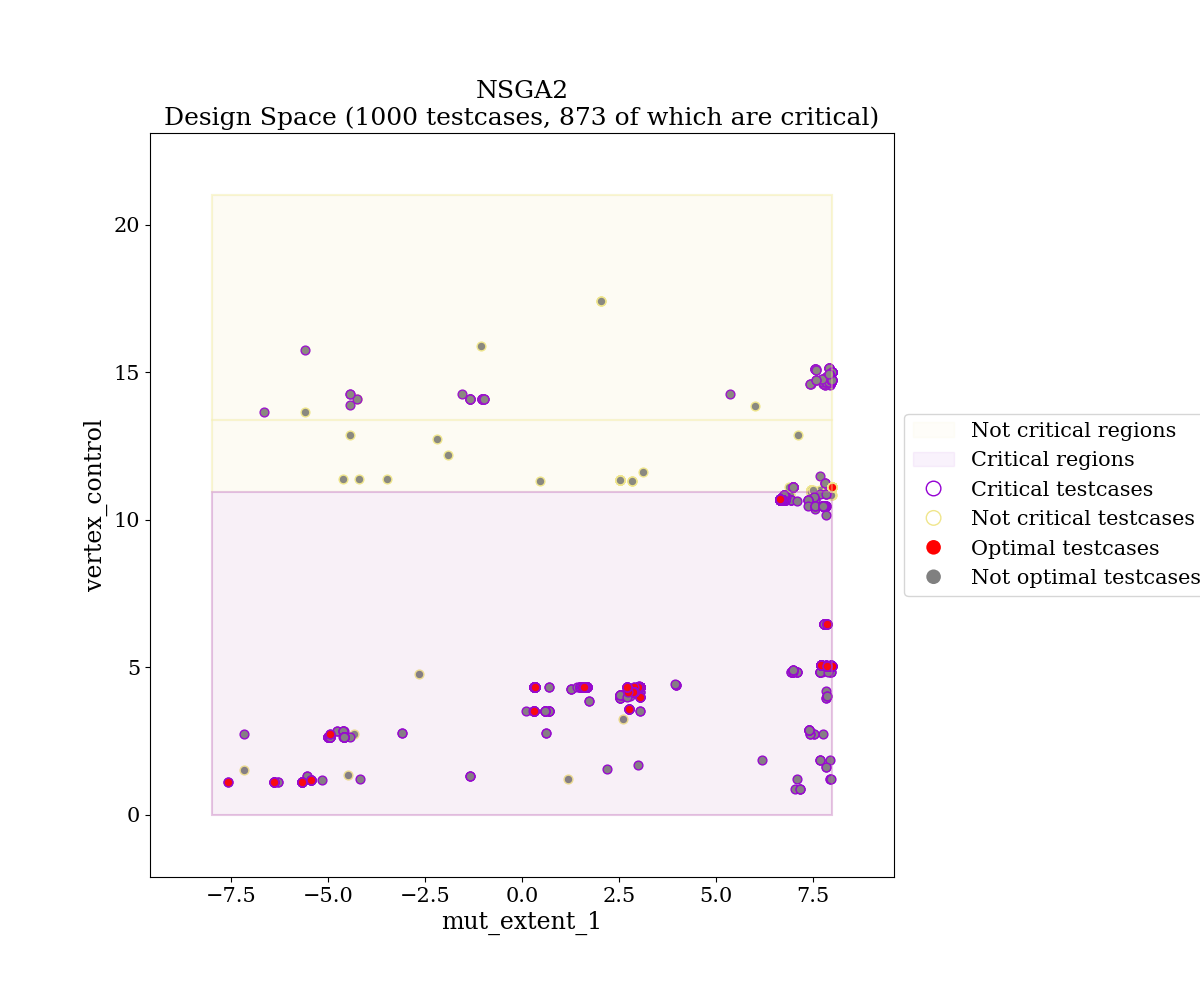 NSGA2
Design Space (1000 testcases, 873 of which are critical)
20
15
10
5
0
vertex_control
−7.5
−5.0
−2.5
0.0
2.5
5.0
7.5
mut_extent_1
Not critical regions
Critical regions
Critical testcases
Not critical testcases
Optimal testcases
Not optimal testcases